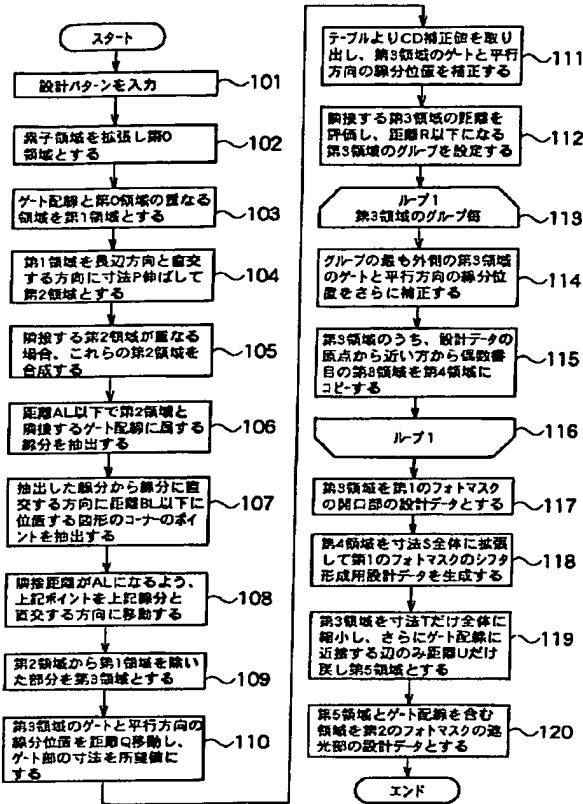 スタート
設計パターンを入力
101
素子領域を拡張し第0
領域とする
102
ゲート配線と第0領域の重なる
領域を第1領域とする
103
第1領域を長辺方向と直交
する方向に寸法P伸ばして
第2領域とする
104
隣接する第2領域が重なる
場合、これらの第2領域を
合成する
105
距離AL以下で第2領域と
隣接するゲート配線に属する
線分を抽出する
106
抽出した線分から線分に直
交する方向に距離BL以下に
位置する図形のコーナーのポ
イントを抽出する
107
隣接距離がALになるよう、
上記ポイントを上記線分と
直交する方向に移動する
108
第2領域から第1領域を除い
た部分を第3領域とする
109
第3領域のゲートと平行方向の
線分位値を距離Q移動し、
ゲート部の寸法を所望値に
する
110
テーブルよりCD補正値を取り
出し、第3領域のゲートと平行
方向の線分位値を補正する
111
隣接する第3領域の距離を
評価し、距離R以下になる
第3領域のグループを設定する
112
ループ1
第3領域のグループ毎
113
グループの最も外側の第3領域
のゲートと平行方向の線分位
置をさらに補正する
114
第3領域のうち、設計データの
原点から近い方から偶数番
目の第3領域を第4領域に
コピーする
115
ループ1
116
第3領域を第1のフォトマスク
の開口部の設計データとする
117
第4領域を寸法S全体に拡張
して第1のフォトマスクのシフタ
形成用設計データを生成する
118
第3領域を寸法Tだけ全体に
縮小し、さらにゲート配線に
近接する辺のみ距離Uだけ
戻し第5領域とする
119
第5領域とゲート配線を含む
領域を第2のフォトマスクの遮
光部の設計データとする
120
エンド